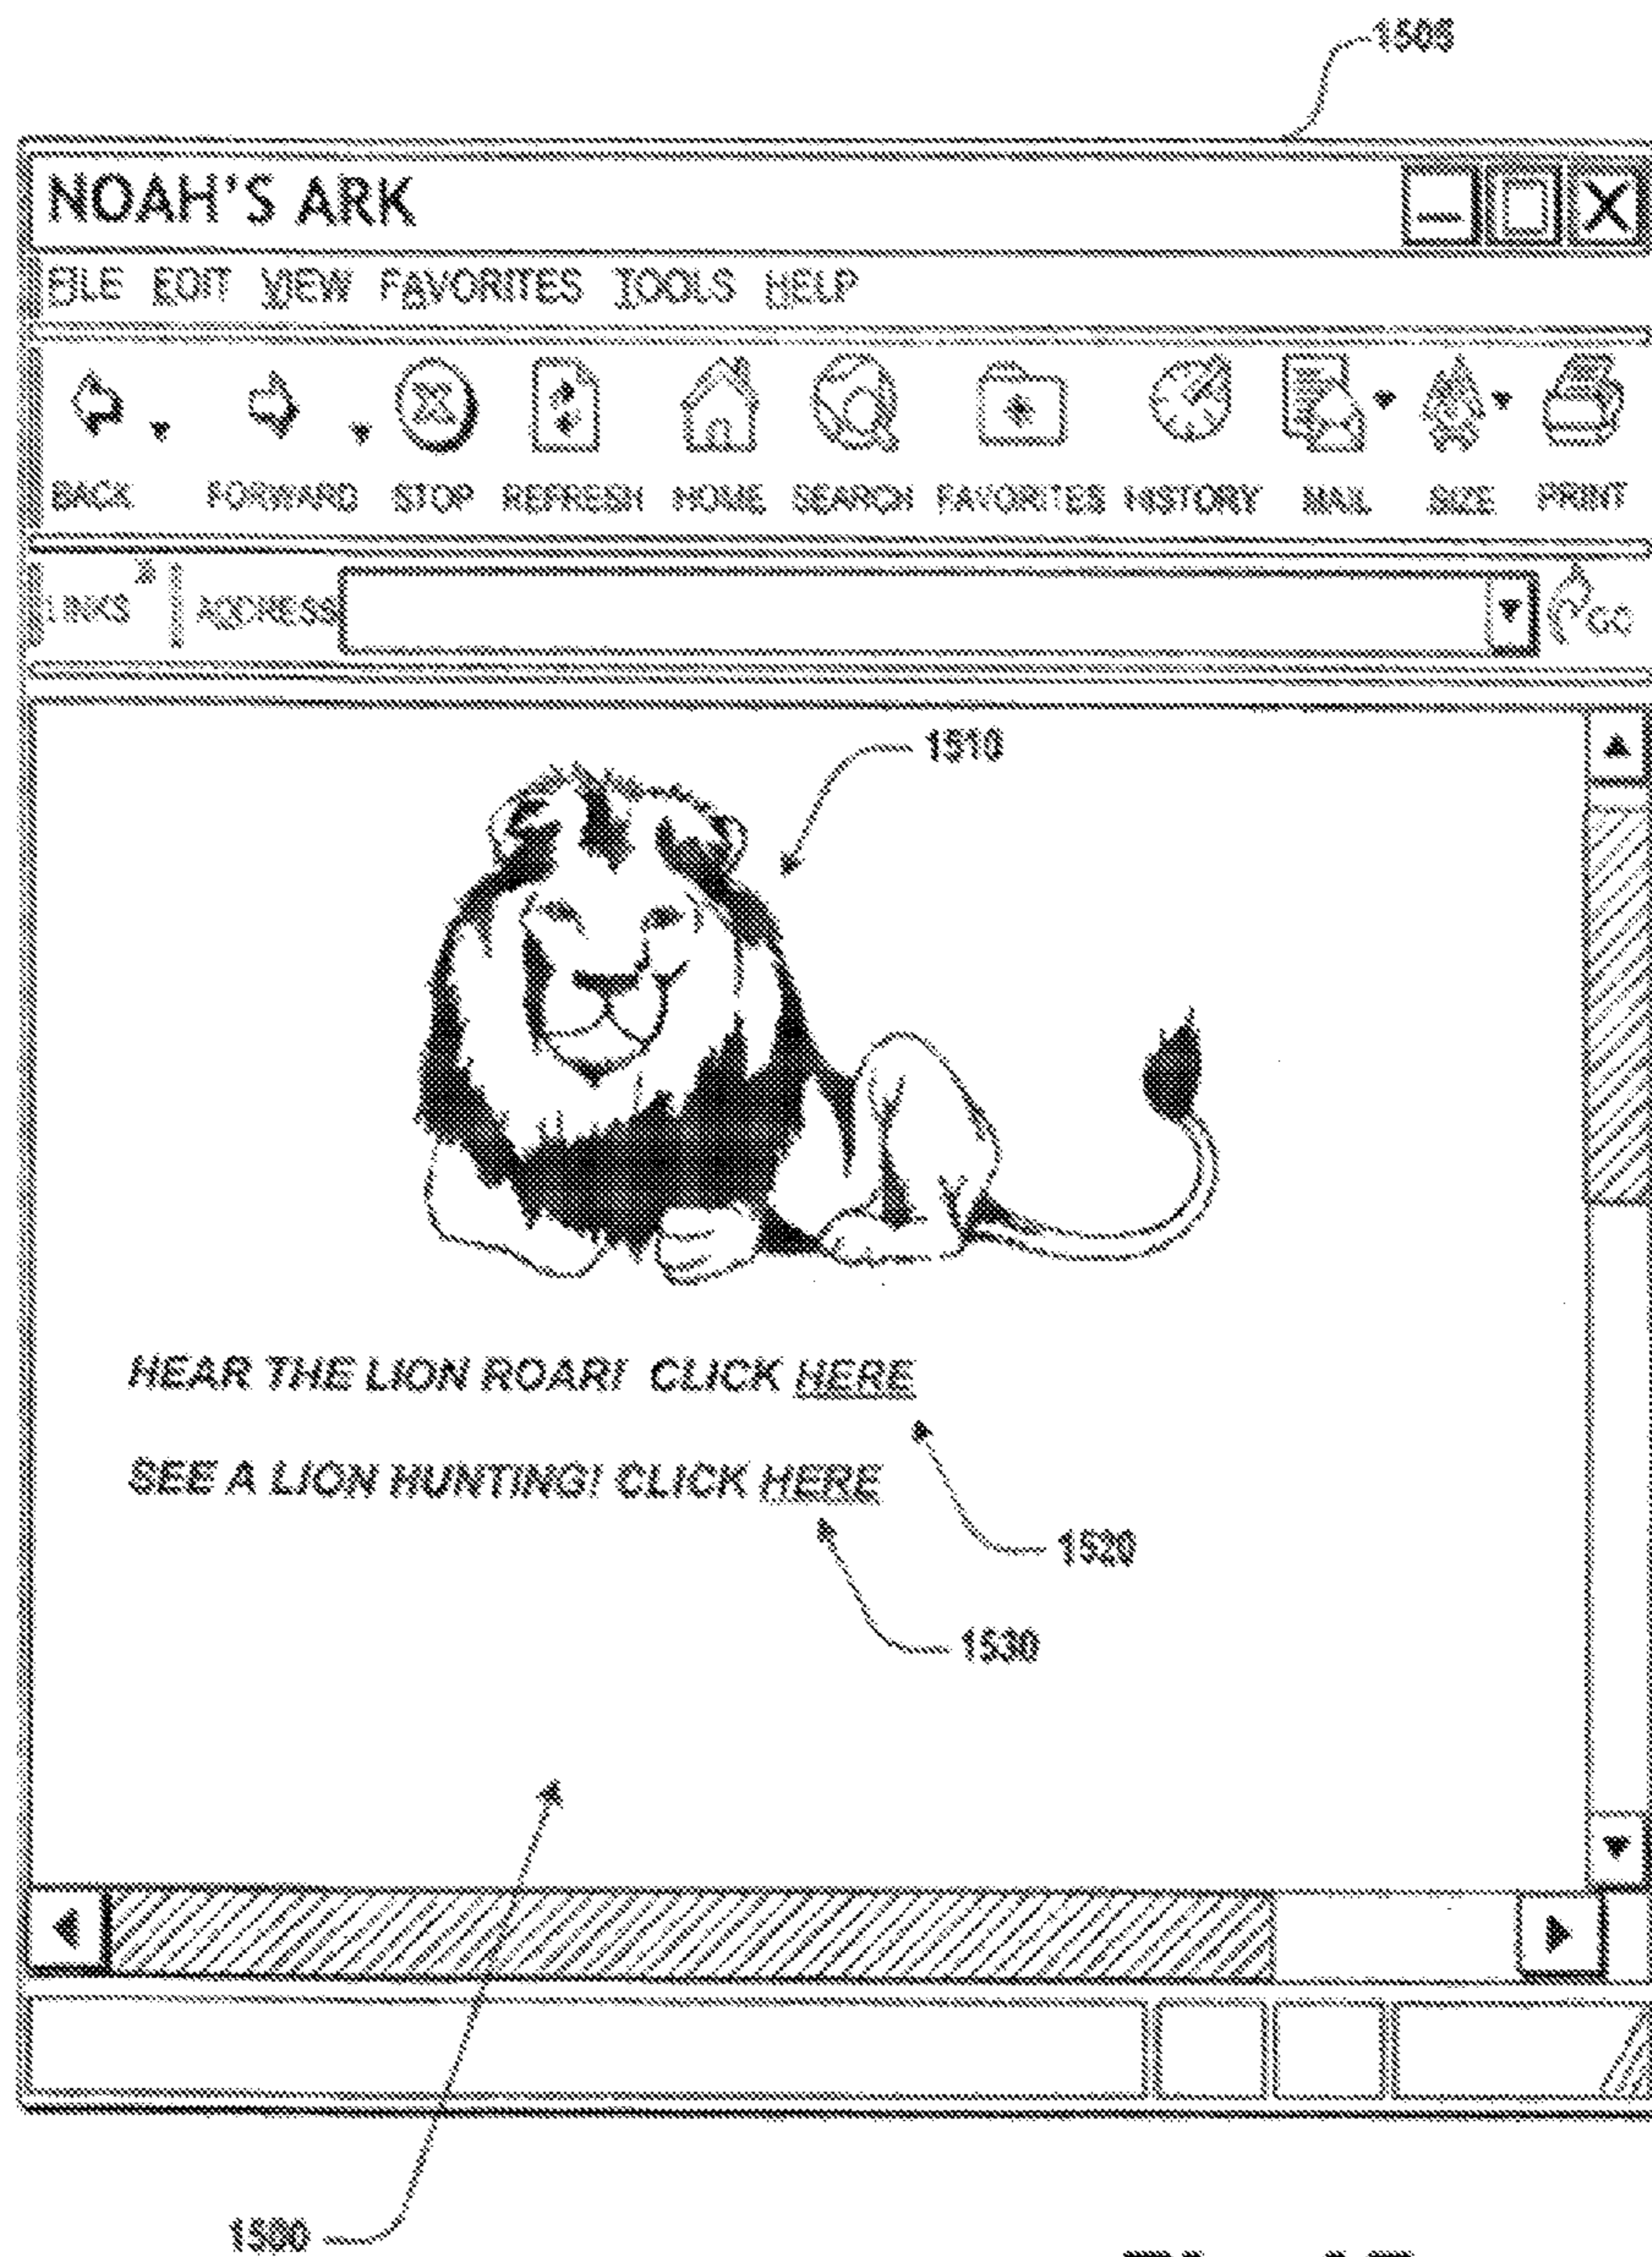 1505
NOAH'S ARK
FILE EDIT VIEW FAVORITES TOOLS HELP
BACK FORWARD STOP REFRESH HOME SEARCH FAVORITES HISTORY MAIL SIZE PRINT
LINKS » ADDRESS GO
1510
HEAR THE LION ROAR! CLICK HERE
SEE A LION HUNTING! CLICK HERE
1520
1530
1500